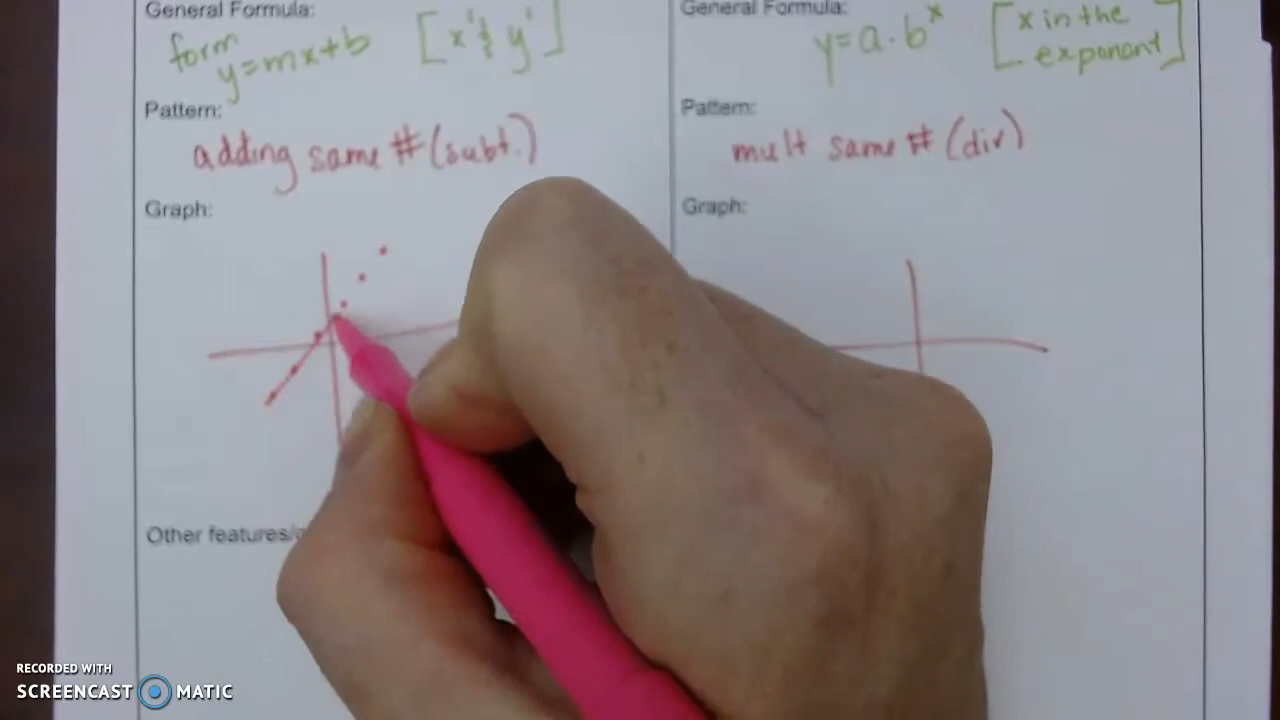 General Formula:
form y=mx+b [x¹ & y¹]
Pattern:
adding same # (subt.)
Graph:
Other features/
General Formula:
y=a·b^x [x in the
exponent]
Pattern:
mult same # (div)
Graph:
RECORDED WITH
SCREENCAST MATIC